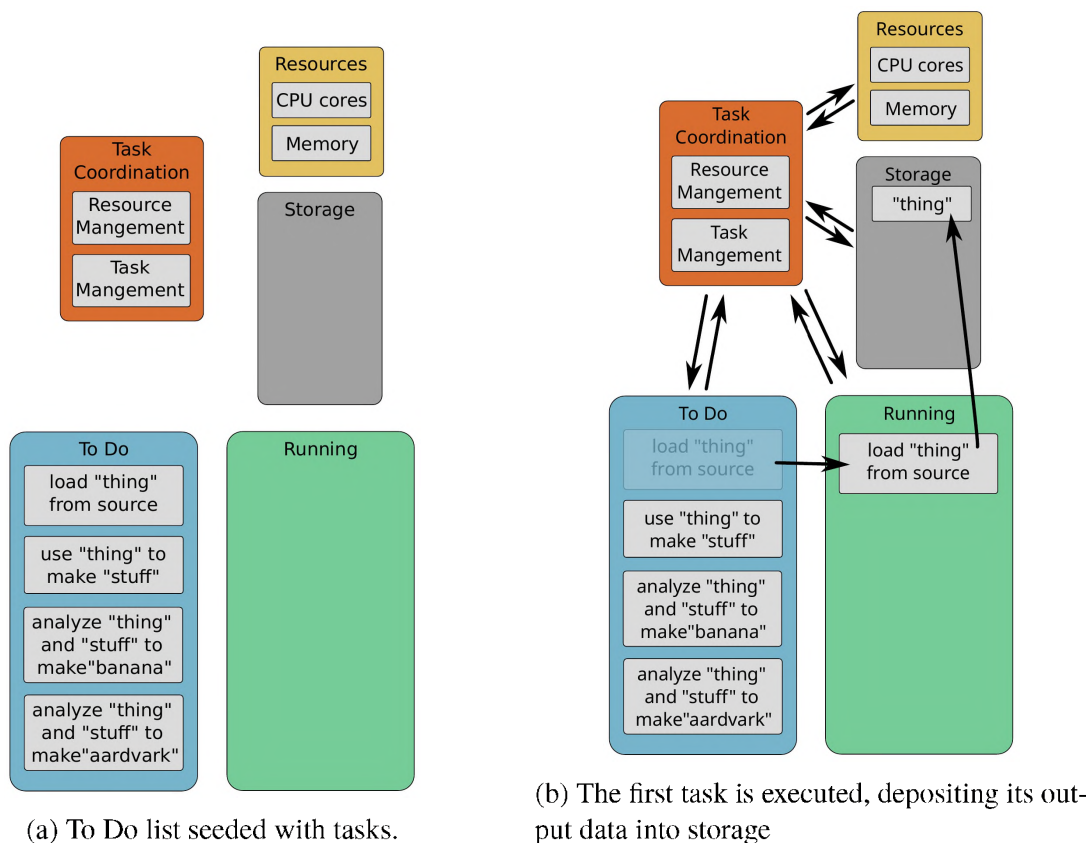 Resources
CPU cores
Memory
Task
Coordination
Resource
Mangement
Task
Mangement
Storage
To Do
load "thing"
from source
use "thing" to
make "stuff"
analyze "thing"
and "stuff" to
make"banana"
analyze "thing"
and "stuff" to
make"aardvark"
Running
(a) To Do list seeded with tasks.
Resources
CPU cores
Memory
Task
Coordination
Resource
Mangement
Task
Mangement
Storage
"thing"
To Do
load "thing"
from source
use "thing" to
make "stuff"
analyze "thing"
and "stuff" to
make"banana"
analyze "thing"
and "stuff" to
make"aardvark"
Running
load "thing"
from source
(b) The first task is executed, depositing its out-
put data into storage